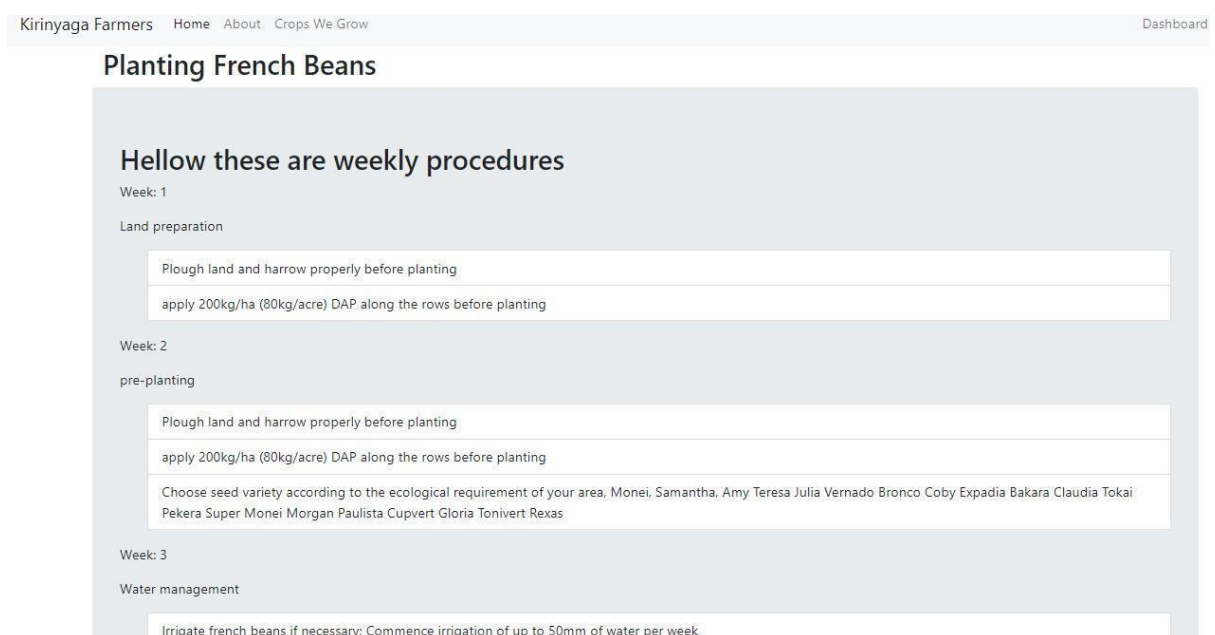 Kirinyaga Farmers Home About Crops We Grow Dashboard
Planting French Beans
Hellow these are weekly procedures
Week: 1
Land preparation
Plough land and harrow properly before planting
apply 200kg/ha (80kg/acre) DAP along the rows before planting
Week: 2
pre-planting
Plough land and harrow properly before planting
apply 200kg/ha (80kg/acre) DAP along the rows before planting
Choose seed variety according to the ecological requirement of your area, Monei, Samantha, Amy Teresa Julia Vernado Bronco Coby Expadia Bakara Claudia Tokai
Pekera Super Monei Morgan Paulista Cupvert Gloria Tonivert Rexas
Week: 3
Water management
Irrigate french beans if necessary; Commence irrigation of up to 50mm of water per week